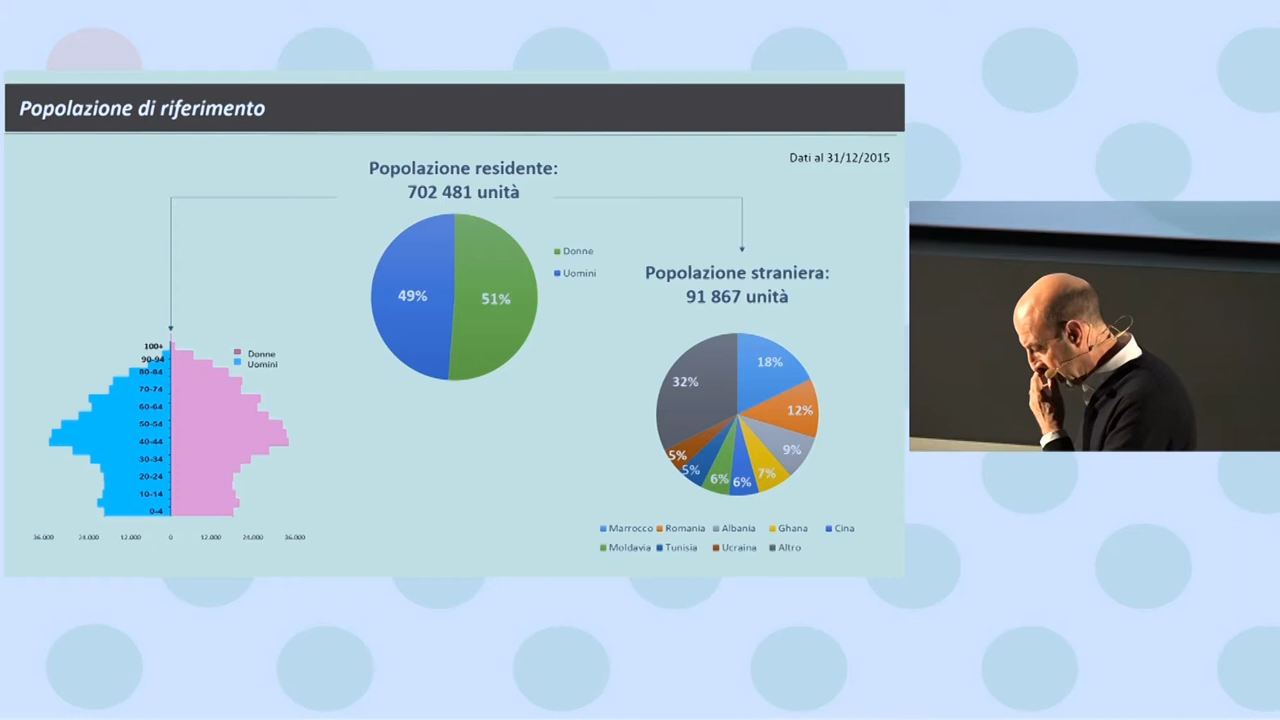 Popolazione di riferimento
Dati al 31/12/2015
Popolazione residente:
702 481 unità
49%
51%
Donne
Uomini
Popolazione straniera:
91 867 unità
18%
12%
9%
7%
6%
6%
5%
5%
32%
Marrocco Romania Albania Ghana Cina
Moldavia Tunisia Ucraina Altro
Donne
Uomini
100+
90-94
80-84
70-74
60-64
50-54
40-44
30-34
20-24
10-14
0-4
36.000 24.000 12.000 0 12.000 24.000 36.000